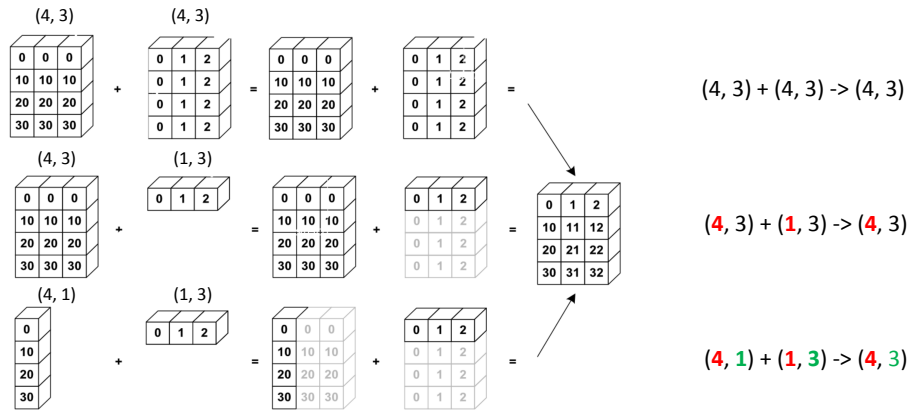 (4, 3) (4, 3)
0 0 0 0 1 2 0 0 0 0 1 2
10 10 10 0 1 2 10 10 10 0 1 2
+ = + =
20 20 20 0 1 2 20 20 20 0 1 2
30 30 30 0 1 2 30 30 30 0 1 2
(4, 3) + (4, 3) -> (4, 3)
(4, 3) (1, 3)
0 0 0 0 1 2 0 0 0 0 1 2
10 10 10 10 10 10 0 1 2
+ = + =
20 20 20 20 20 20 0 1 2
30 30 30 30 30 30 0 1 2
0 1 2
10 11 12
20 21 22
30 31 32
(4, 3) + (1, 3) -> (4, 3)
(4, 1) (1, 3)
0 0 1 2 0 0 0 0 1 2
10 10 10 10 0 1 2
+ = + =
20 20 20 20 0 1 2
30 30 30 30 0 1 2
(4, 1) + (1, 3) -> (4, 3)